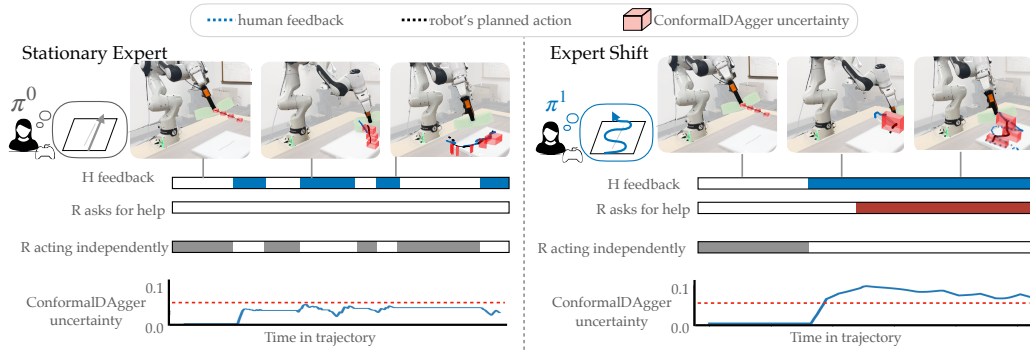 human feedback
robot's planned action
ConformalDAgger uncertainty
Stationary Expert
π⁰
H feedback
R asks for help
R acting independently
ConformalDAgger
uncertainty
0.1
0.0
Time in trajectory
Expert Shift
π¹
H feedback
R asks for help
R acting independently
ConformalDAgger
uncertainty
0.1
0.0
Time in trajectory